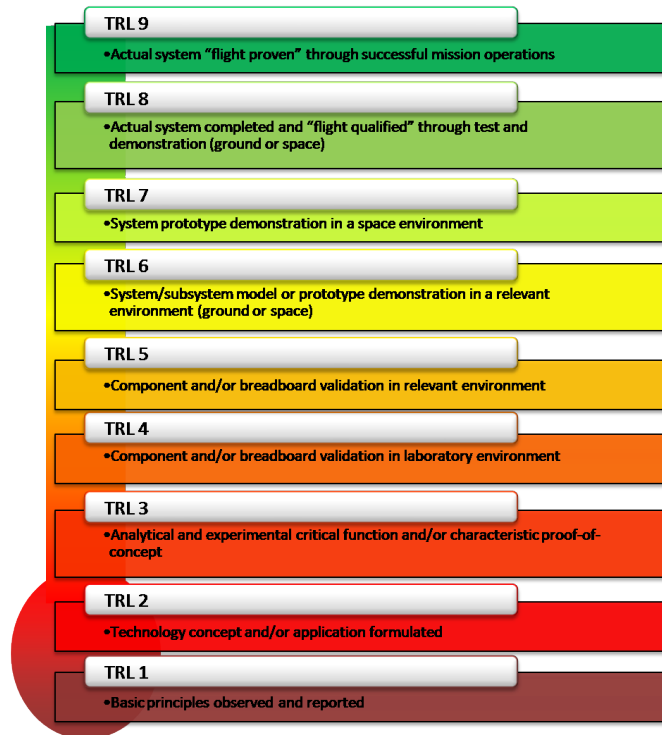 TRL 9
•Actual system “flight proven” through successful mission operations
TRL 8
•Actual system completed and “flight qualified” through test and
demonstration (ground or space)
TRL 7
•System prototype demonstration in a space environment
TRL 6
•System/subsystem model or prototype demonstration in a relevant
environment (ground or space)
TRL 5
•Component and/or breadboard validation in relevant environment
TRL 4
•Component and/or breadboard validation in laboratory environment
TRL 3
•Analytical and experimental critical function and/or characteristic proof-of-
concept
TRL 2
•Technology concept and/or application formulated
TRL 1
•Basic principles observed and reported